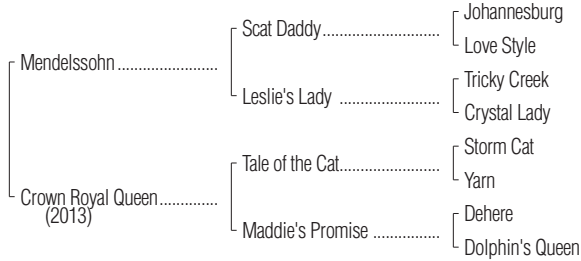 Johannesburg
Scat Daddy........................
Love Style
Mendelssohn .......................
Tricky Creek
Leslie's Lady ......................
Crystal Lady
Storm Cat
Tale of the Cat....................
Yarn
Crown Royal Queen.............
(2013)
Dehere
Maddie's Promise ...............
Dolphin's Queen